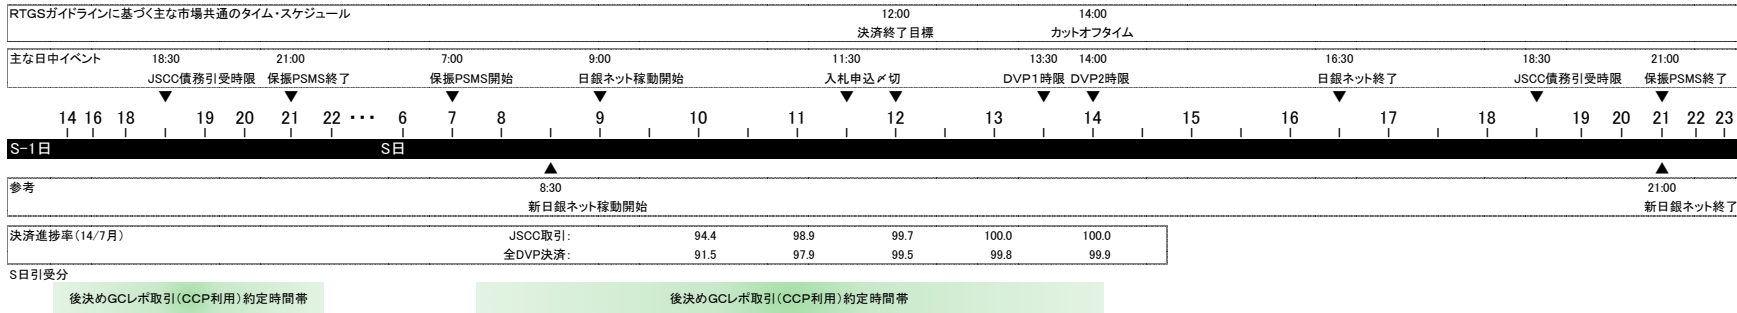 RTGSガイドラインに基づく主な市場共通のタイム・スケジュール 12:00 14:00
決済終了目標 カットオフタイム
主な日中イベント 18:30 21:00 7:00 9:00 11:30 13:30 14:00 16:30 18:30 21:00
JSCC債務引受時限 保振PSMS終了 保振PSMS開始 日銀ネット稼動開始 入札申込〆切 DVP1時限 DVP2時限 日銀ネット終了 JSCC債務引受時限 保振PSMS終了
▼ ▼ ▼ ▼ ▼ ▼ ▼ ▼ ▼ ▼ ▼
14 16 18 19 20 21 22 ・・・ 6 7 8 9 10 11 12 13 14 15 16 17 18 19 20 21 22 23
S-1日 S日
▲ ▲
参考 8:30 21:00
新日銀ネット稼動開始 新日銀ネット終了
決済進捗率(14/7月) JSCC取引: 94.4 98.9 99.7 100.0 100.0
全DVP決済: 91.5 97.9 99.5 99.8 99.9
S日引受分
後決めGCレポ取引(CCP利用)約定時間帯 後決めGCレポ取引(CCP利用)約定時間帯